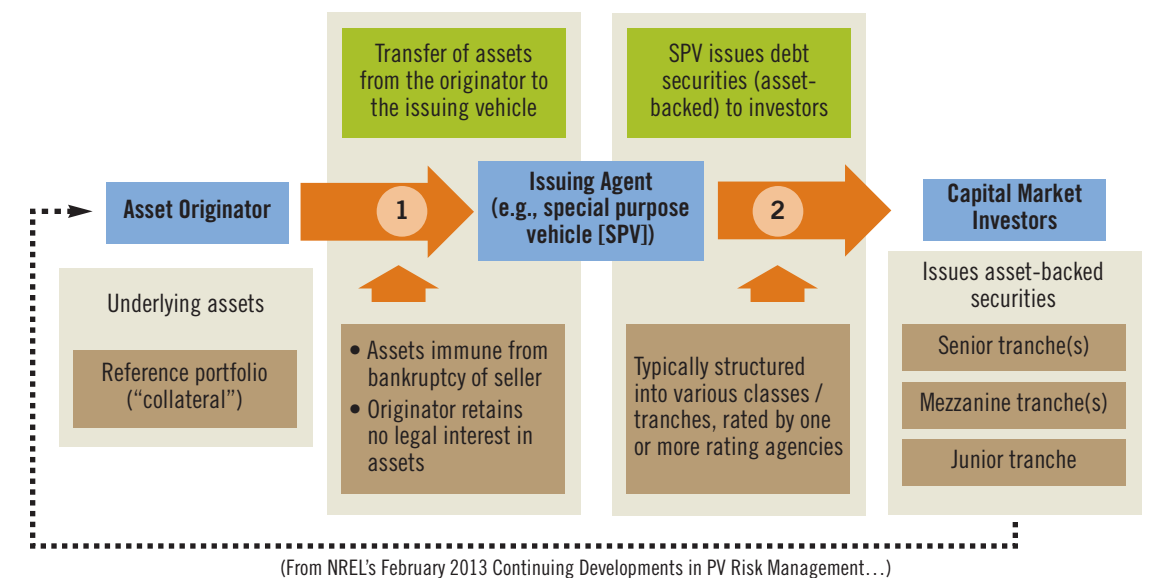 Transfer of assets
from the originator to
the issuing vehicle
SPV issues debt
securities (asset-
backed) to investors
Asset Originator
1
Issuing Agent
(e.g., special purpose
vehicle [SPV])
2
Capital Market
Investors
Underlying assets
Reference portfolio
(“collateral”)
• Assets immune from
bankruptcy of seller
• Originator retains
no legal interest in
assets
Typically structured
into various classes /
tranches, rated by one
or more rating agencies
Issues asset-backed
securities
Senior tranche(s)
Mezzanine tranche(s)
Junior tranche
(From NREL’s February 2013 Continuing Developments in PV Risk Management…)